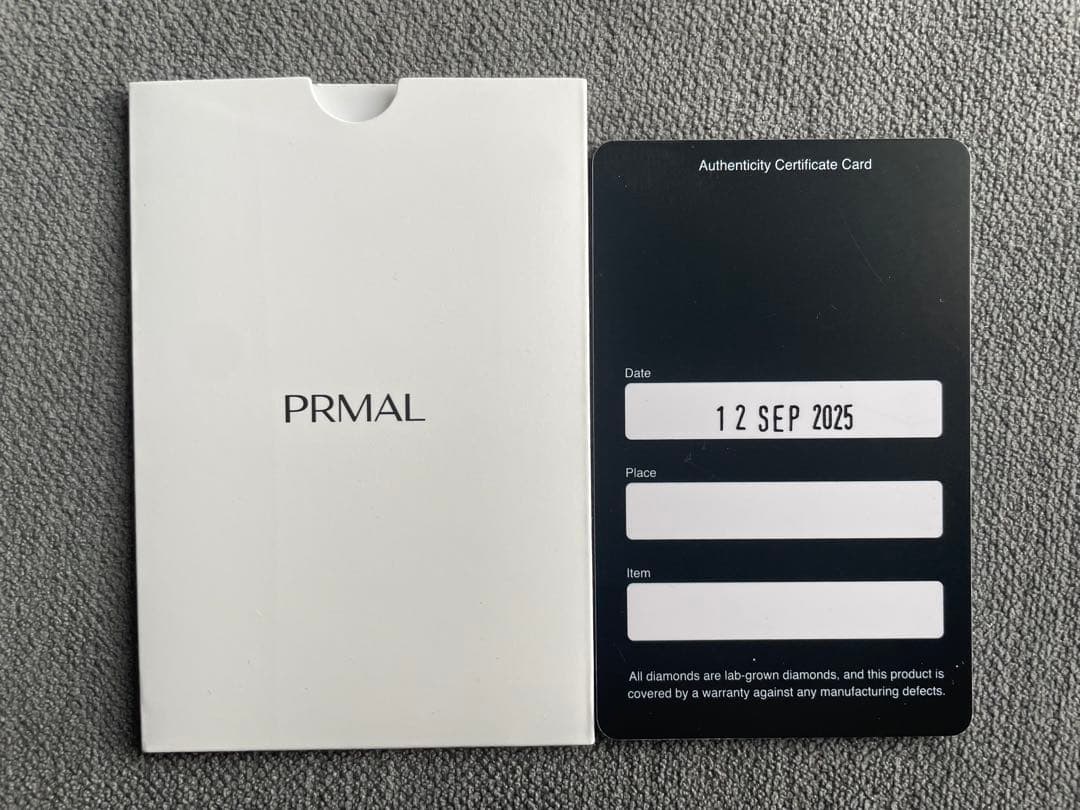 PRMAL
Authenticity Certificate Card
Date
12 SEP 2025
Place
Item
All diamonds are lab-grown diamonds, and this product is
covered by a warranty against any manufacturing defects.